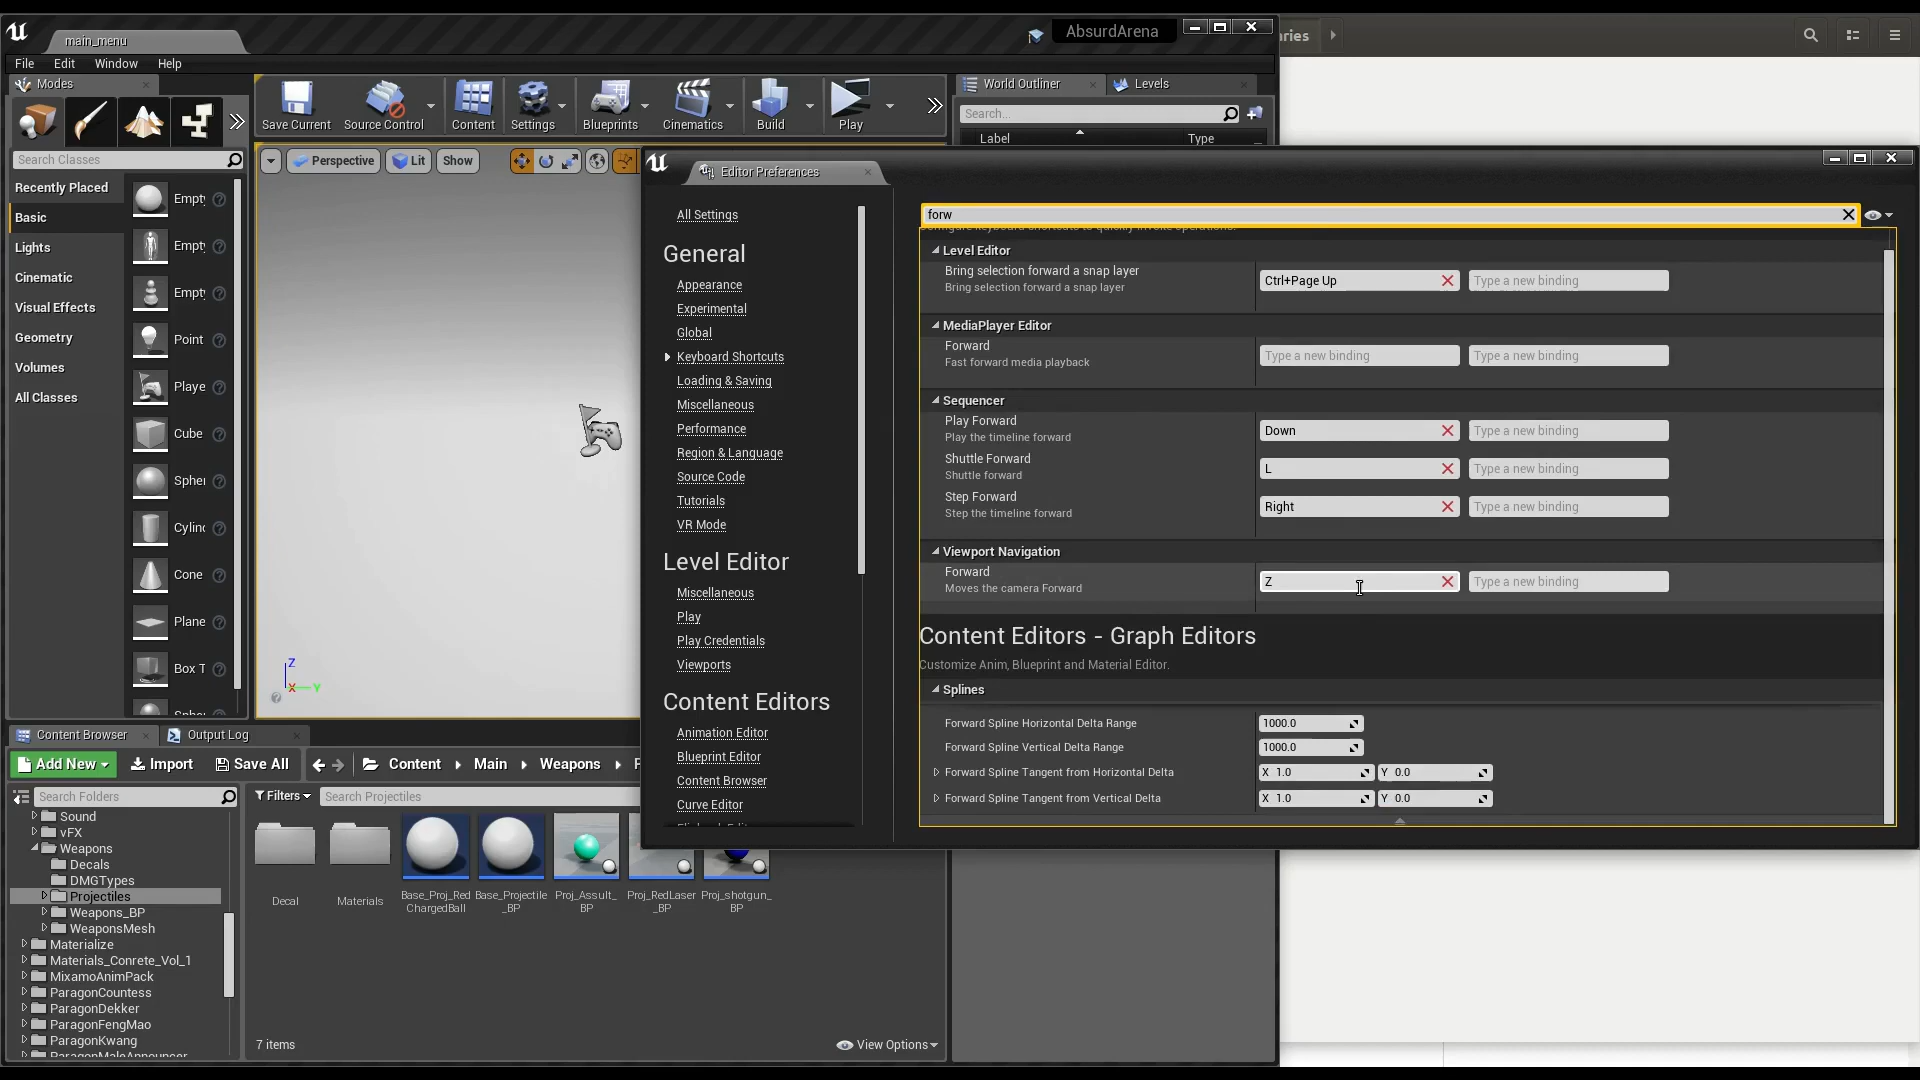 main_menu
AbsurdArena
aries
File Edit Window Help
Modes
Search Classes
Recently Placed
Basic
Lights
Cinematic
Visual Effects
Geometry
Volumes
All Classes
Empt
Empt
Empt
Point
Playe
Cube
Spher
Cylind
Cone
Plane
Box T
Save Current
Source Control
Content
Settings
Blueprints
Cinematics
Build
Play
Perspective
Lit
Show
Z
X
Y
World Outliner
Levels
Search...
Label
Type
Editor Preferences
All Settings
General
Appearance
Experimental
Global
Keyboard Shortcuts
Loading & Saving
Miscellaneous
Performance
Region & Language
Source Code
Tutorials
VR Mode
Level Editor
Miscellaneous
Play
Play Credentials
Viewports
Content Editors
Animation Editor
Blueprint Editor
Content Browser
Curve Editor
forw
Configure keyboard shortcuts to quickly invoke operations.
Level Editor
Bring selection forward a snap layer
Bring selection forward a snap layer
Ctrl+Page Up
Type a new binding
MediaPlayer Editor
Forward
Fast forward media playback
Type a new binding
Type a new binding
Sequencer
Play Forward
Play the timeline forward
Down
Type a new binding
Shuttle Forward
Shuttle forward
L
Type a new binding
Step Forward
Step the timeline forward
Right
Type a new binding
Viewport Navigation
Forward
Moves the camera Forward
Z
Type a new binding
Content Editors - Graph Editors
Customize Anim, Blueprint and Material Editor.
Splines
Forward Spline Horizontal Delta Range
1000.0
Forward Spline Vertical Delta Range
1000.0
Forward Spline Tangent from Horizontal Delta
X 1.0
Y 0.0
Forward Spline Tangent from Vertical Delta
X 1.0
Y 0.0
Content Browser
Output Log
Add New
Import
Save All
Content
Main
Weapons
Search Folders
Filters
Search Projectiles
Sound
vFX
Weapons
Decals
DMGTypes
Projectiles
Weapons_BP
WeaponsMesh
Materialize
Materials_Conrete_Vol_1
MixamoAnimPack
ParagonCountess
ParagonDekker
ParagonFengMao
ParagonKwang
ParagonMaleAnnouncer
Decal
Materials
Base_Proj_Red
ChargedBall
Base_Projectile
_BP
Proj_Assult_
BP
Proj_RedLaser
_BP
Proj_shotgun_
BP
7 items
View Options